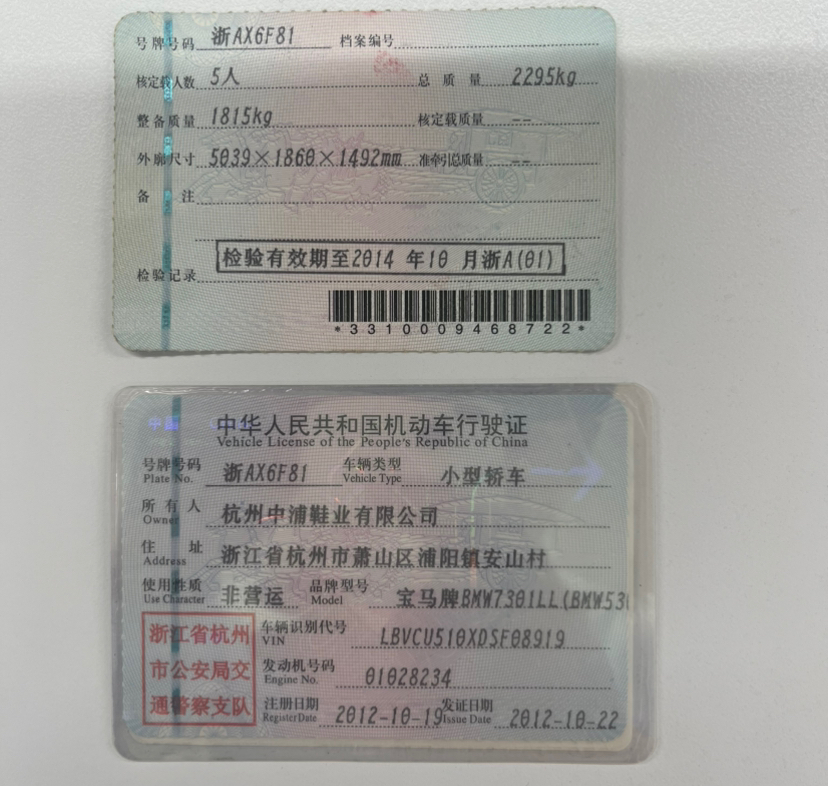 号牌号码 浙AX6F81 档案编号
核定载人数 5人 总质量 2295kg
整备质量 1815kg 核定载质量 --
外廓尺寸 5039×1860×1492mm 准牵引总质量 --
备注
检验有效期至2014 年10 月浙A(01)
检验记录
*3310009468722*
中国
中华人民共和国机动车行驶证
Vehicle License of the People's Republic of China
号牌号码 浙AX6F81 车辆类型 小型轿车
Plate No. Vehicle Type
所有人 杭州中浦鞋业有限公司
Owner
住址 浙江省杭州市萧山区浦阳镇安山村
Address
使用性质 非营运 品牌型号 宝马牌BMW7301LL(BMW530
Use Character Model
浙江省杭州
市公安局交
通警察支队
车辆识别代号 LBVCU510XDSF08919
VIN
发动机号码 01028234
Engine No.
注册日期 2012-10-19 发证日期 2012-10-22
Register Date Issue Date